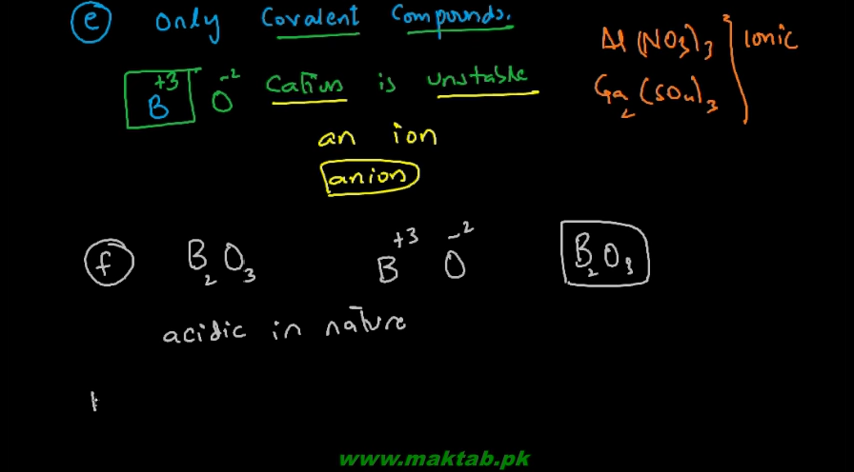 (e) only Covalent Compounds.
Al (NO3)3 } Ionic
Ga2 (SO4)3
B+3 O-2 Cation is unstable
an ion
anion
(f) B2O3 B+3 O-2 B2O3
acidic in nature
www.maktab.pk